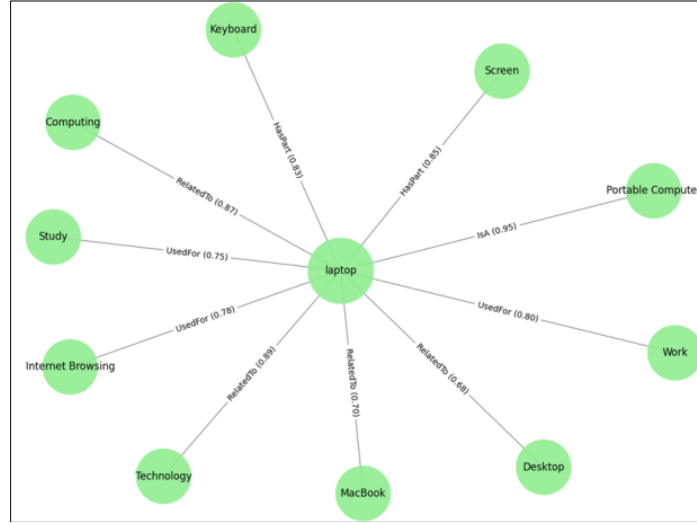 Keyboard
Screen
Computing
HasPart (0.83)
HasPart (0.85)
RelatedTo (0.87)
Portable Compute
Study
UsedFor (0.75)
IsA (0.95)
laptop
UsedFor (0.78)
UsedFor (0.80)
Internet Browsing
Work
RelatedTo (0.89)
RelatedTo (0.70)
RelatedTo (0.68)
Technology
MacBook
Desktop